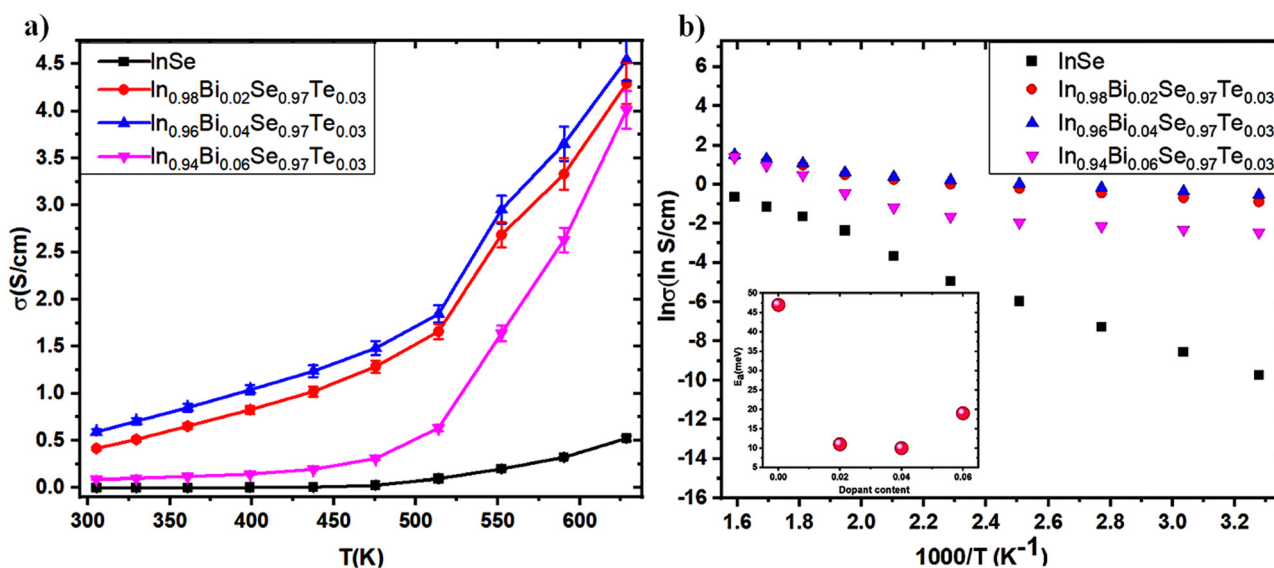 a)
InSe
In0.98Bi0.02Se0.97Te0.03
In0.96Bi0.04Se0.97Te0.03
In0.94Bi0.06Se0.97Te0.03
4.5
4.0
3.5
3.0
2.5
2.0
1.5
1.0
0.5
0.0
σ(S/cm)
300 350 400 450 500 550 600
T(K)
b)
InSe
In0.98Bi0.02Se0.97Te0.03
In0.96Bi0.04Se0.97Te0.03
In0.94Bi0.06Se0.97Te0.03
6
4
2
0
-2
-4
-6
-8
-10
-12
-14
-16
lnσ(ln S/cm)
50
45
40
35
30
25
20
15
10
5
Ea(meV)
0.00 0.02 0.04 0.06
Dopant content
1.6 1.8 2.0 2.2 2.4 2.6 2.8 3.0 3.2
1000/T (K-1)